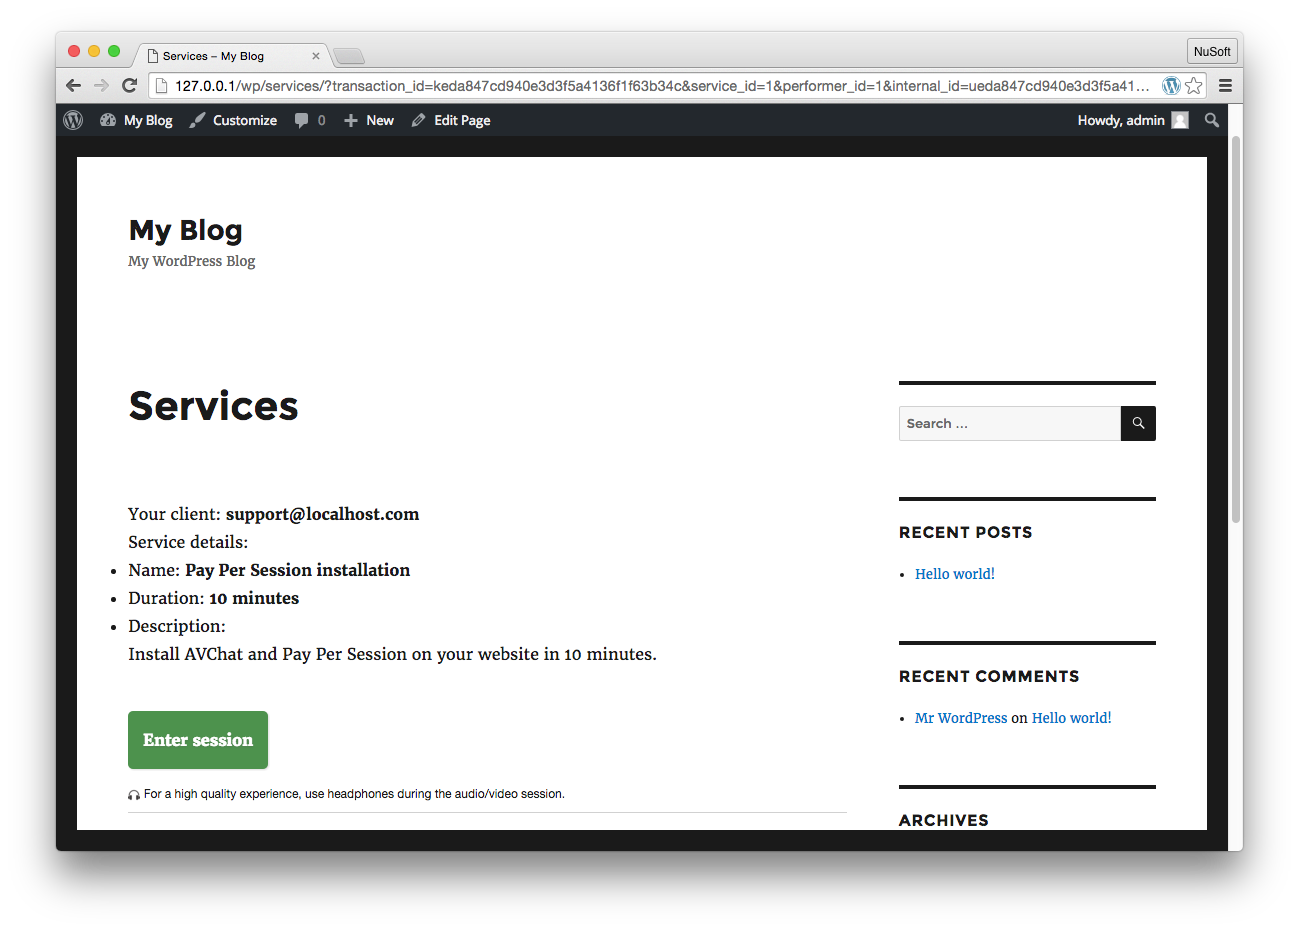 Services – My Blog
NuSoft
127.0.0.1/wp/services/?transaction_id=keda847cd940e3d3f5a4136f1f63b34c&service_id=1&performer_id=1&internal_id=ueda847cd940e3d3f5a41...
My Blog Customize 0 New Edit Page Howdy, admin
My Blog
My WordPress Blog
Services
Your client: support@localhost.com
Service details:
• Name: Pay Per Session installation
• Duration: 10 minutes
• Description:
Install AVChat and Pay Per Session on your website in 10 minutes.
Enter session
For a high quality experience, use headphones during the audio/video session.
Search ...
RECENT POSTS
• Hello world!
RECENT COMMENTS
• Mr WordPress on Hello world!
ARCHIVES